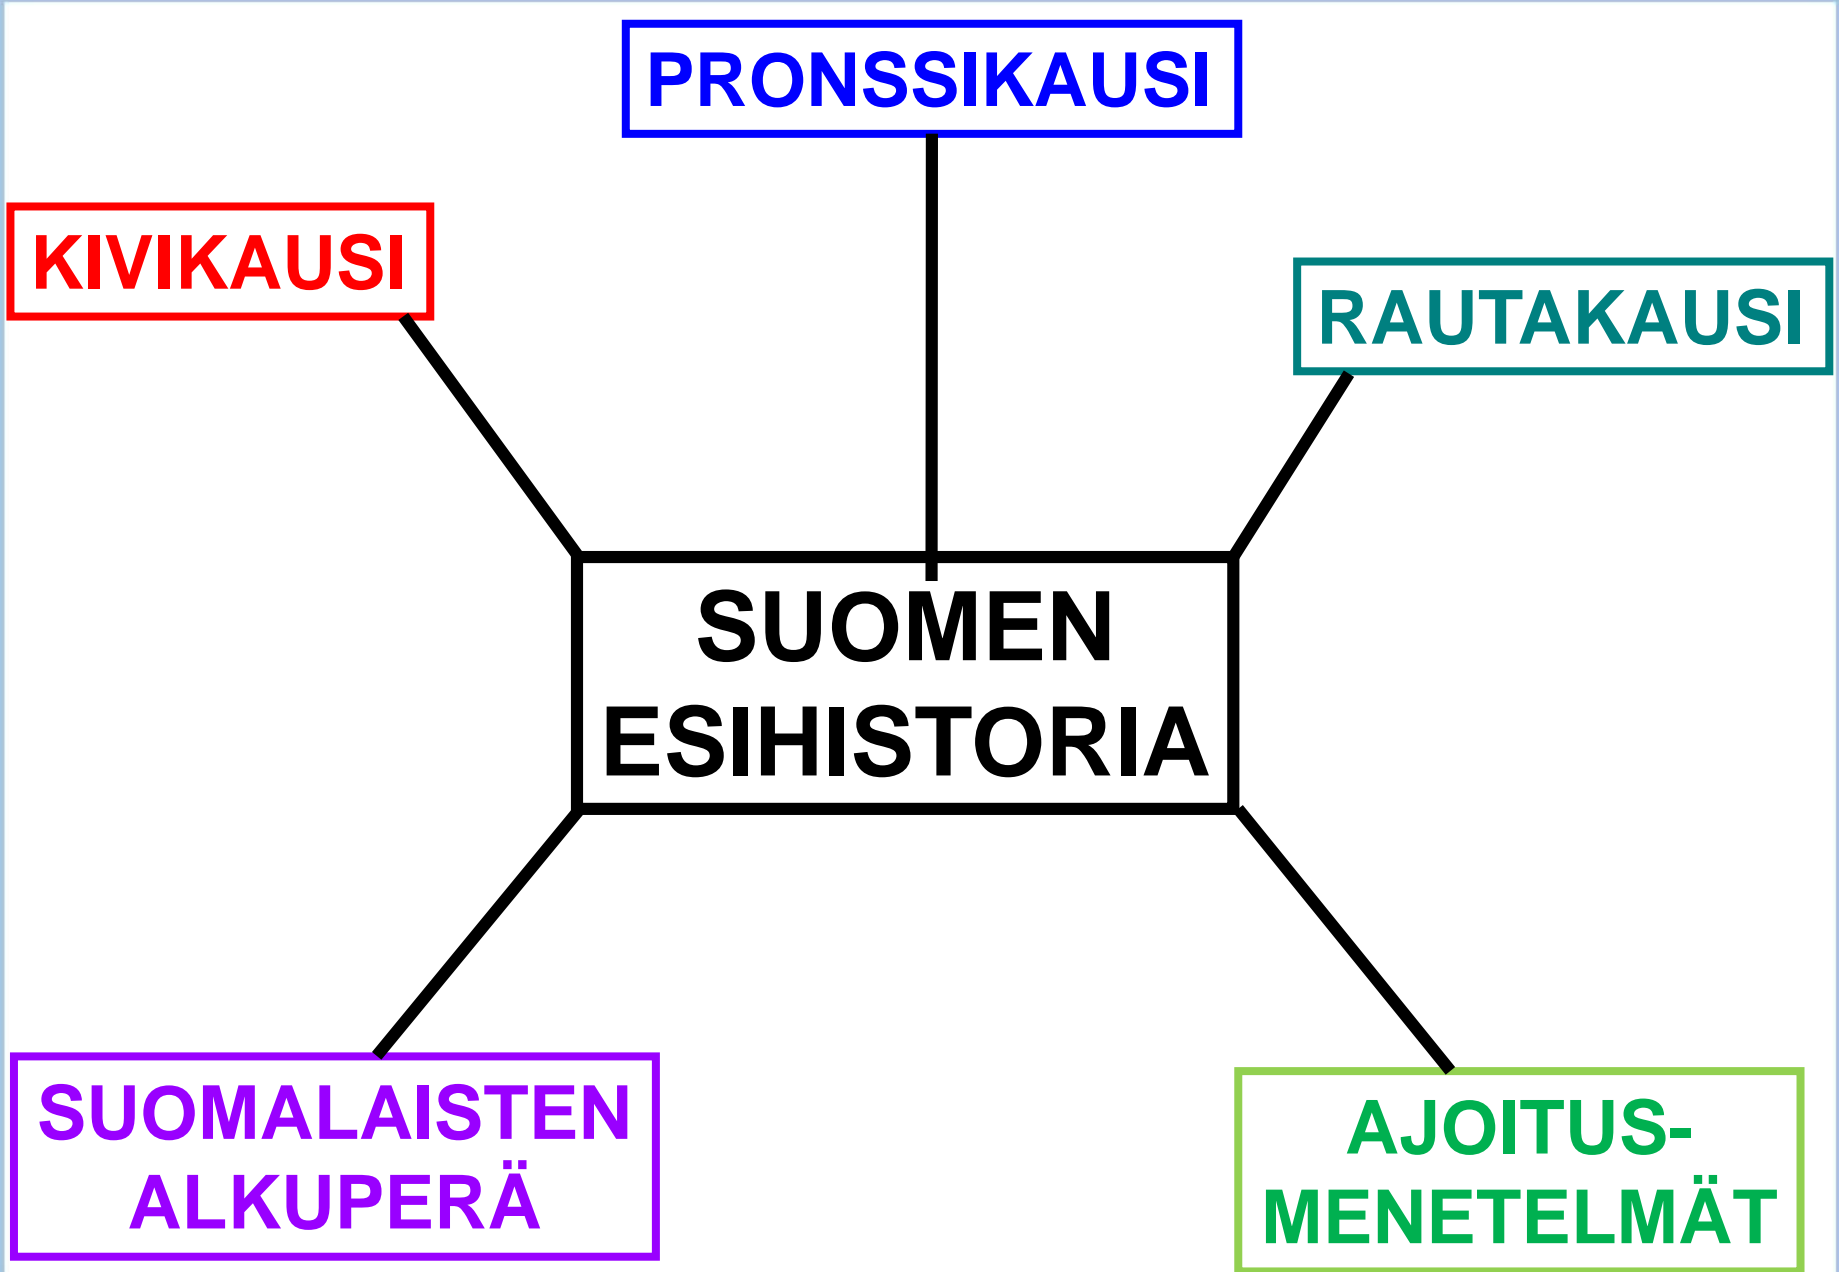 PRONSSIKAUSI
KIVIKAUSI
RAUTAKAUSI
SUOMEN
ESIHISTORIA
SUOMALAISTEN
ALKUPERÄ
AJOITUS-
MENETELMÄT